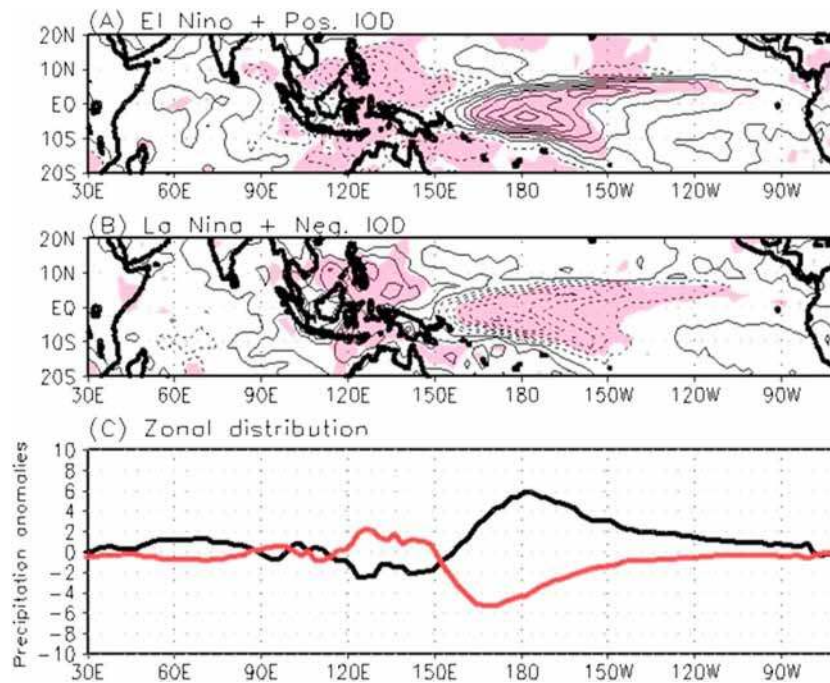 (A) El Nino + Pos. IOD
20N
10N
EQ
10S
20S
30E 60E 90E 120E 150E 180 150W 120W 90W
(B) La Nina + Neg. IOD
20N
10N
EQ
10S
20S
30E 60E 90E 120E 150E 180 150W 120W 90W
(C) Zonal distribution
Precipitation anomalies
10
8
6
4
2
0
-2
-4
-6
-8
-10
30E 60E 90E 120E 150E 180 150W 120W 90W